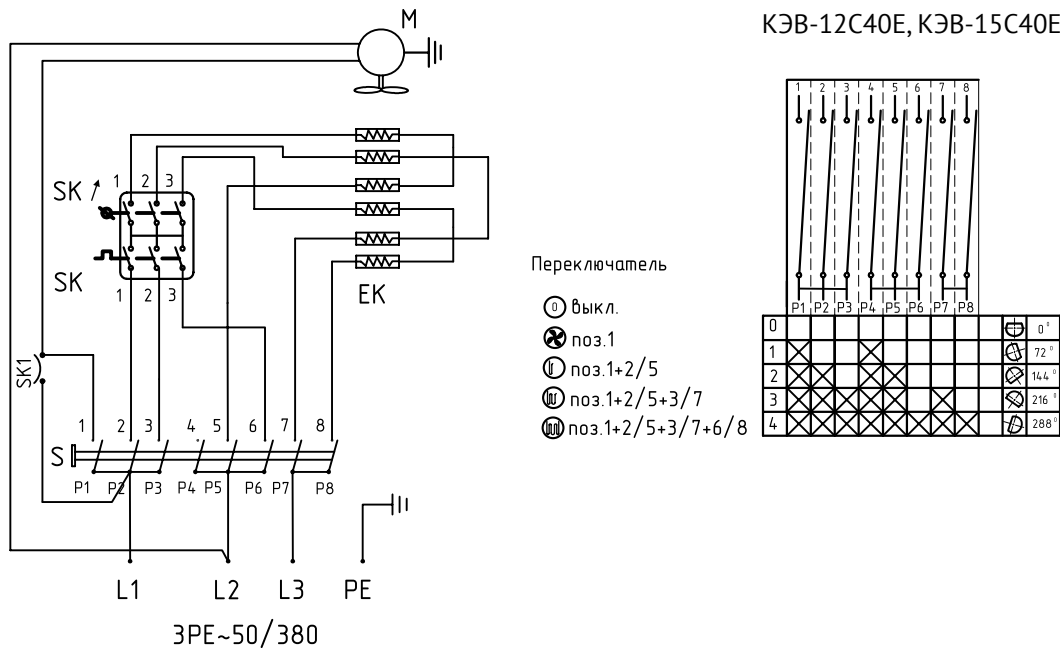 КЭВ-12С40Е, КЭВ-15С40Е
M
1 2 3
SK
SK
1 2 3
EK
SK1
1 2 3 4 5 6 7 8
S
P1 P2 P3 P4 P5 P6 P7 P8
L1 L2 L3 PE
3PE~50/380
Переключатель
0 выкл.
поз.1
поз.1+2/5
поз.1+2/5+3/7
поз.1+2/5+3/7+6/8
1 2 3 4 5 6 7 8
P1 P2 P3 P4 P5 P6 P7 P8
0 0°
1 72°
2 144°
3 216°
4 288°